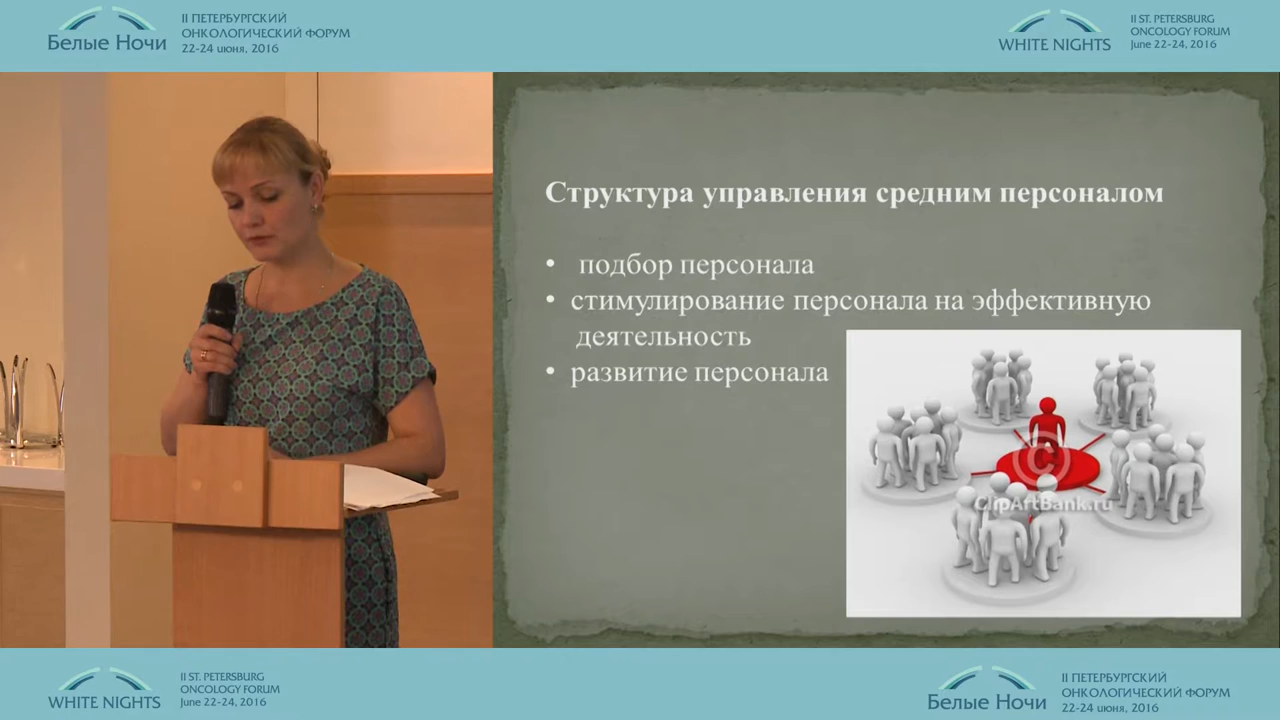 Белые Ночи
II ПЕТЕРБУРГСКИЙ
ОНКОЛОГИЧЕСКИЙ ФОРУМ
22-24 июня, 2016
WHITE NIGHTS
II ST. PETERSBURG
ONCOLOGY FORUM
June 22-24, 2016
Структура управления средним персоналом
• подбор персонала
• стимулирование персонала на эффективную
деятельность
• развитие персонала
©
ClipArtBank.ru
WHITE NIGHTS
II ST. PETERSBURG
ONCOLOGY FORUM
June 22-24, 2016
Белые Ночи
II ПЕТЕРБУРГСКИЙ
ОНКОЛОГИЧЕСКИЙ ФОРУМ
22-24 июня, 2016